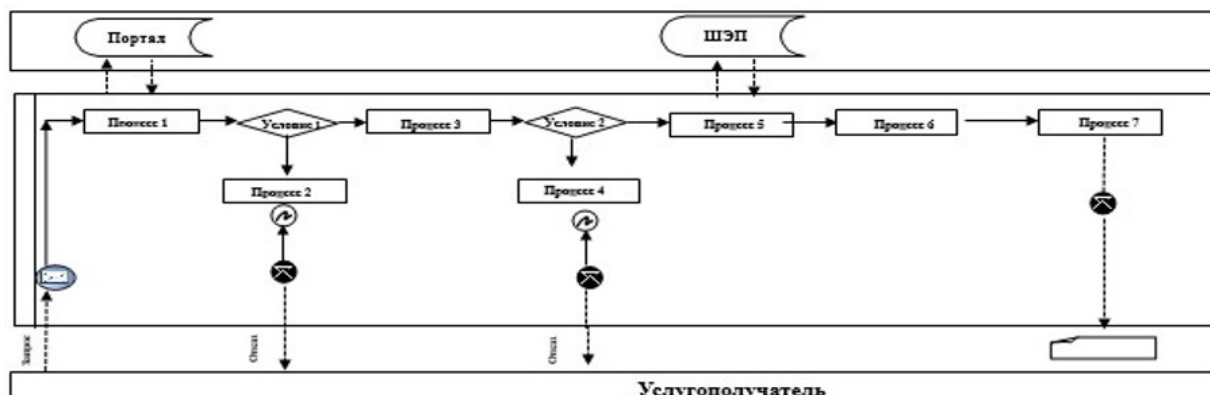 Портал
ШЭП
Процесс 1
Условие 1
Процесс 3
Условие 2
Процесс 5
Процесс 6
Процесс 7
Процесс 2
Процесс 4
Запрос
Отказ
Отказ
Услугополучатель